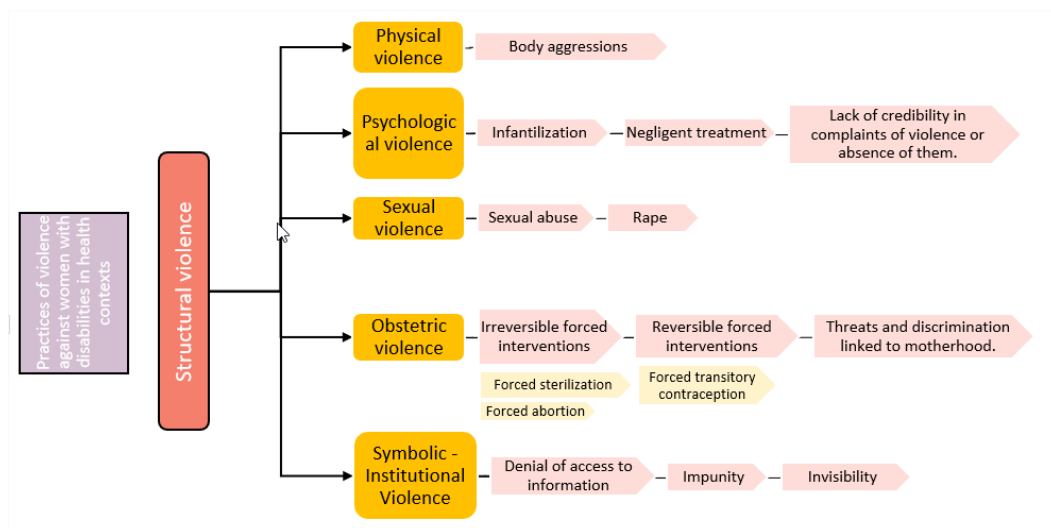 Practices of violence
against women with
disabilities in health
contexts
Structural violence
Physical
violence
Body aggressions
Psychologic
al violence
Infantilization
Negligent treatment
Lack of credibility in
complaints of violence or
absence of them.
Sexual
violence
Sexual abuse
Rape
Obstetric
violence
Irreversible forced
interventions
Reversible forced
interventions
Threats and discrimination
linked to motherhood.
Forced sterilization
Forced abortion
Forced transitory
contraception
Symbolic -
Institutional
Violence
Denial of access to
information
Impunity
Invisibility